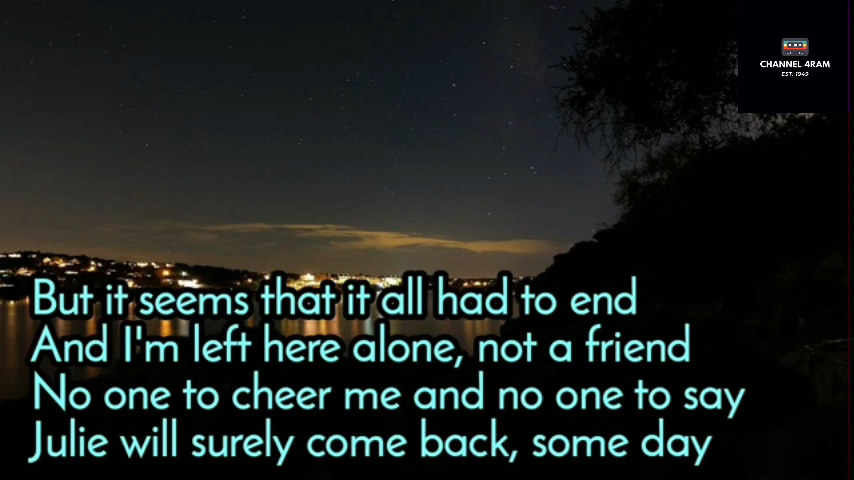 CHANNEL 4RAM
EST. 1949
But it seems that it all had to end
And I'm left here alone, not a friend
No one to cheer me and no one to say
Julie will surely come back, some day